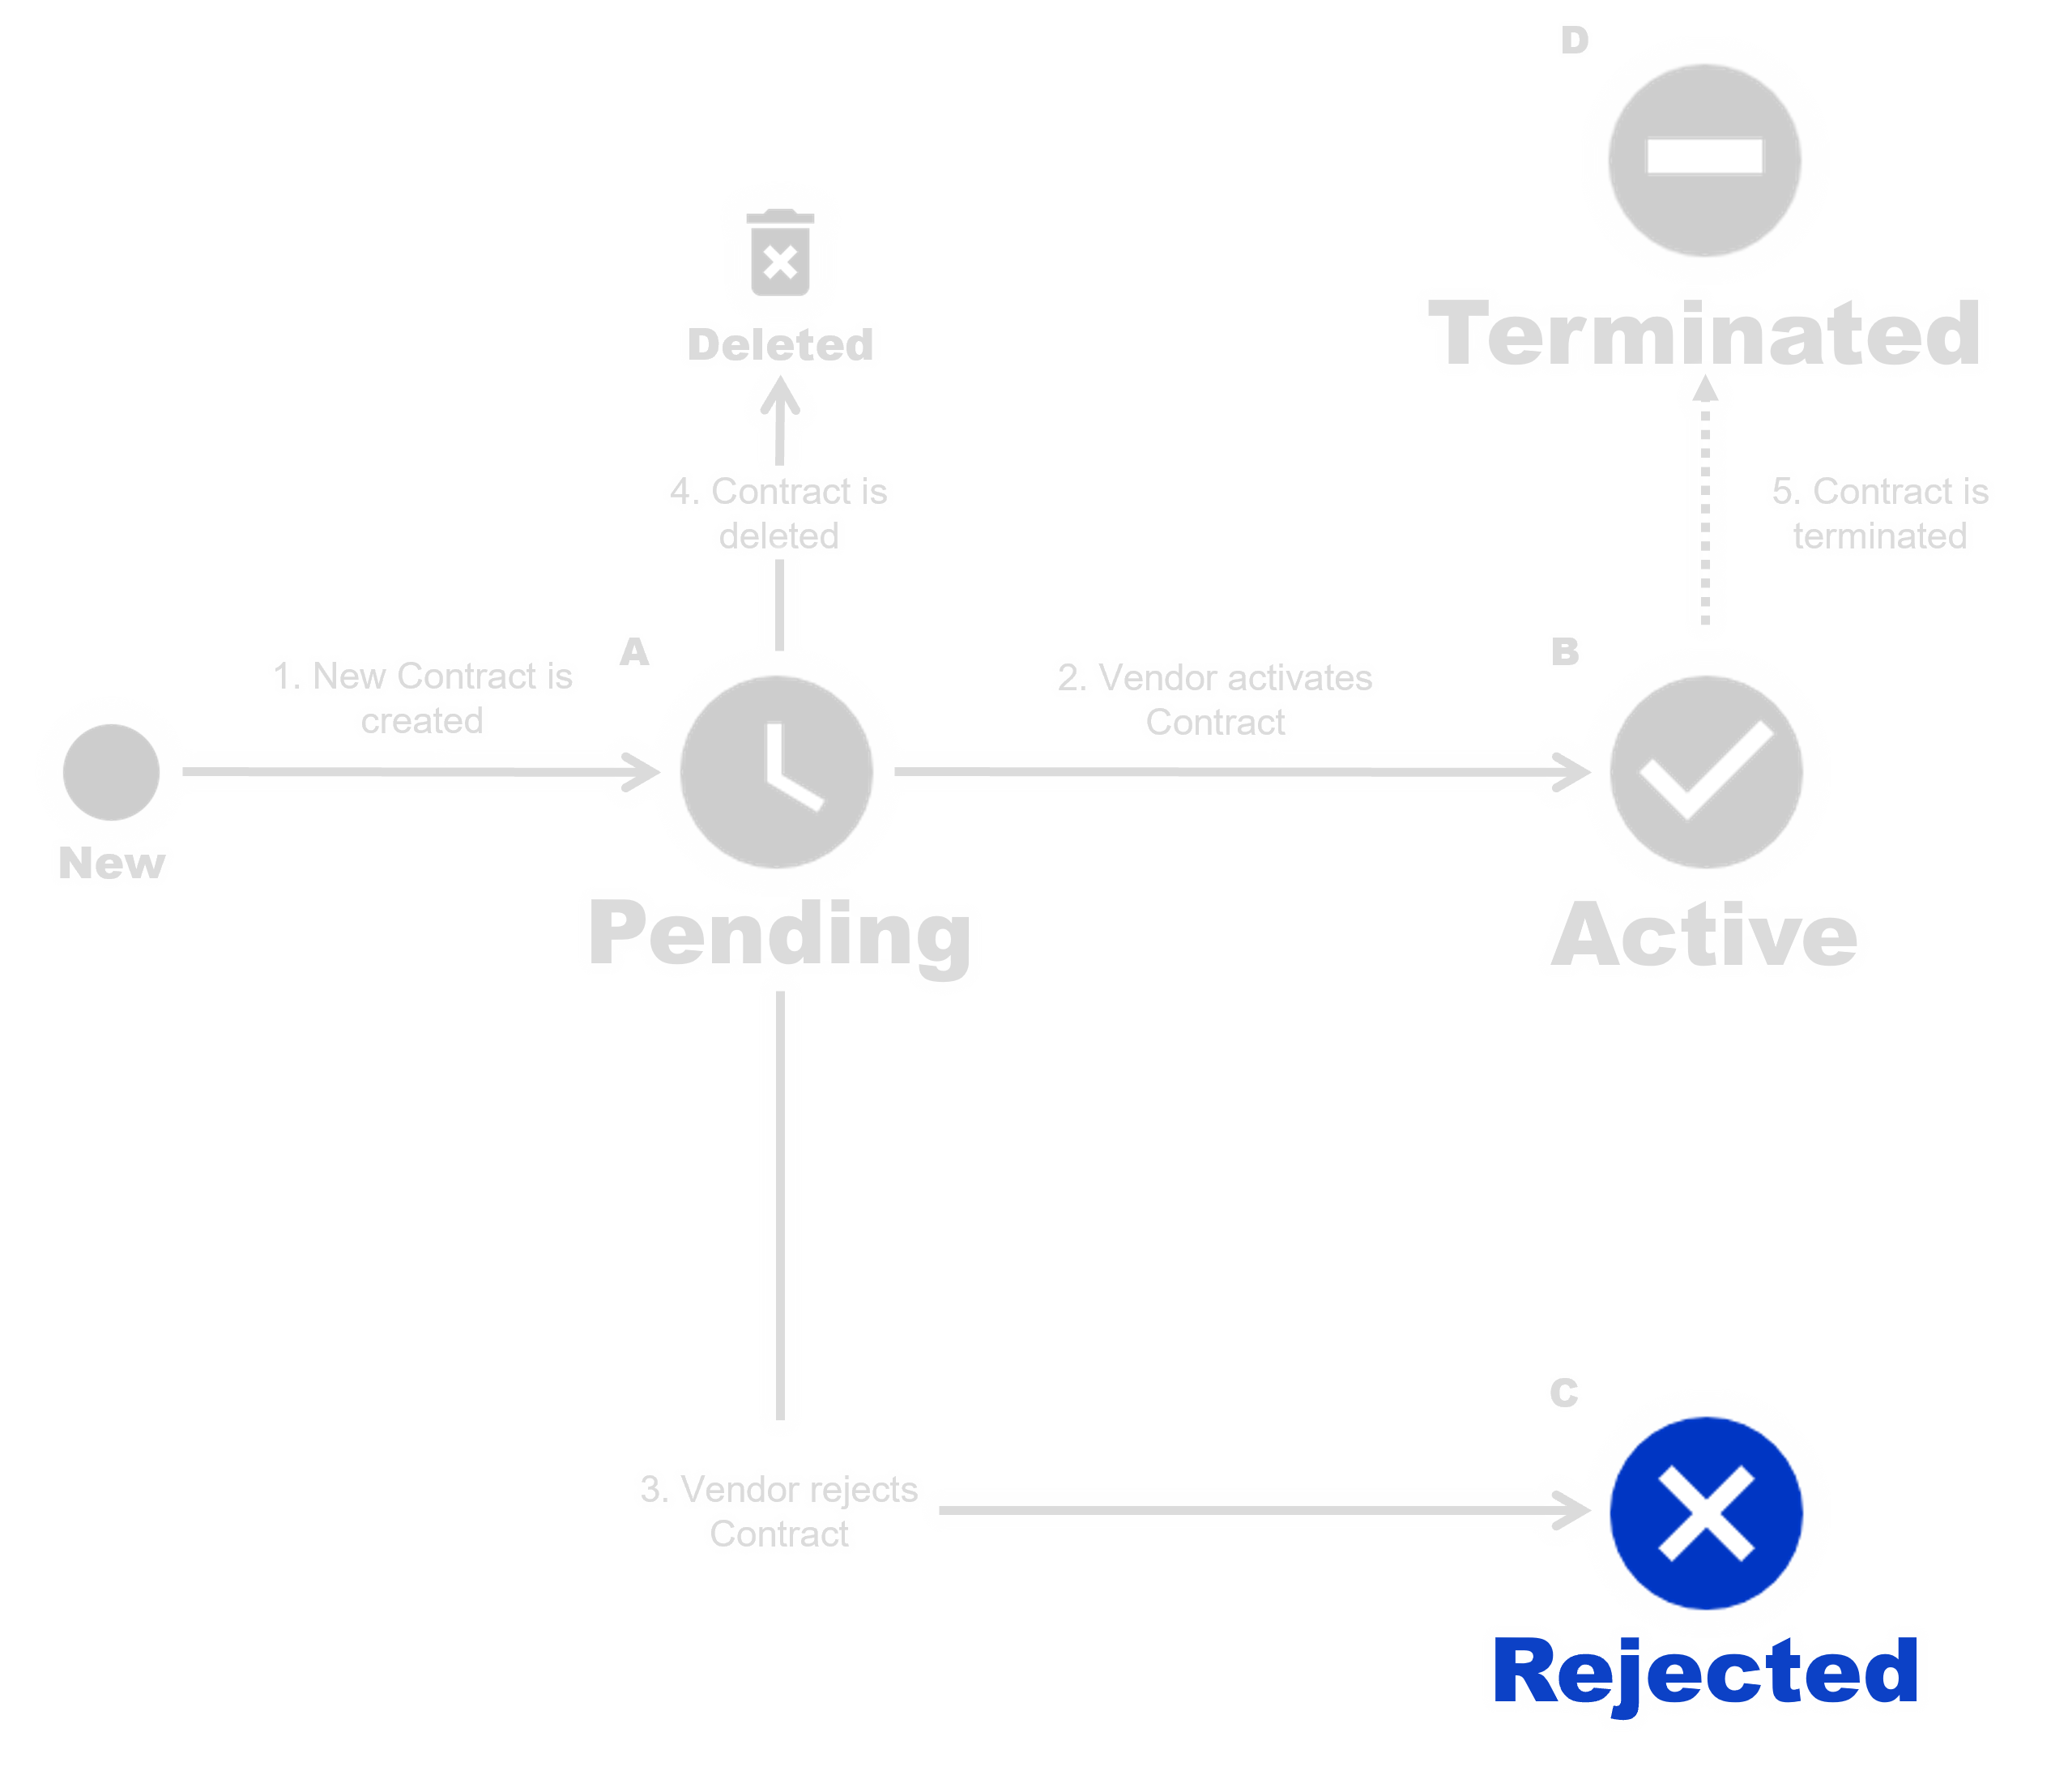 D
Terminated
Deleted
4. Contract is
deleted
5. Contract is
terminated
1. New Contract is
created
A
2. Vendor activates
Contract
B
New
Pending
Active
C
3. Vendor rejects
Contract
Rejected